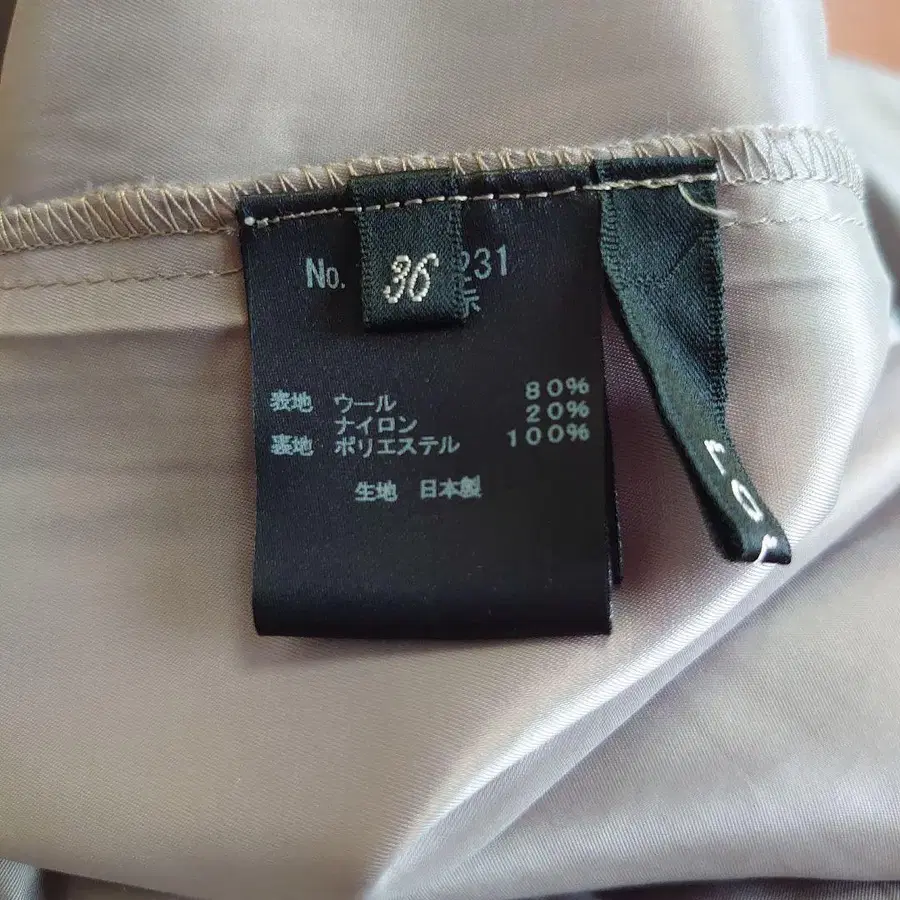 No. 231
36
表地 ウール 80%
ナイロン 20%
裏地 ポリエステル 100%
生地 日本製